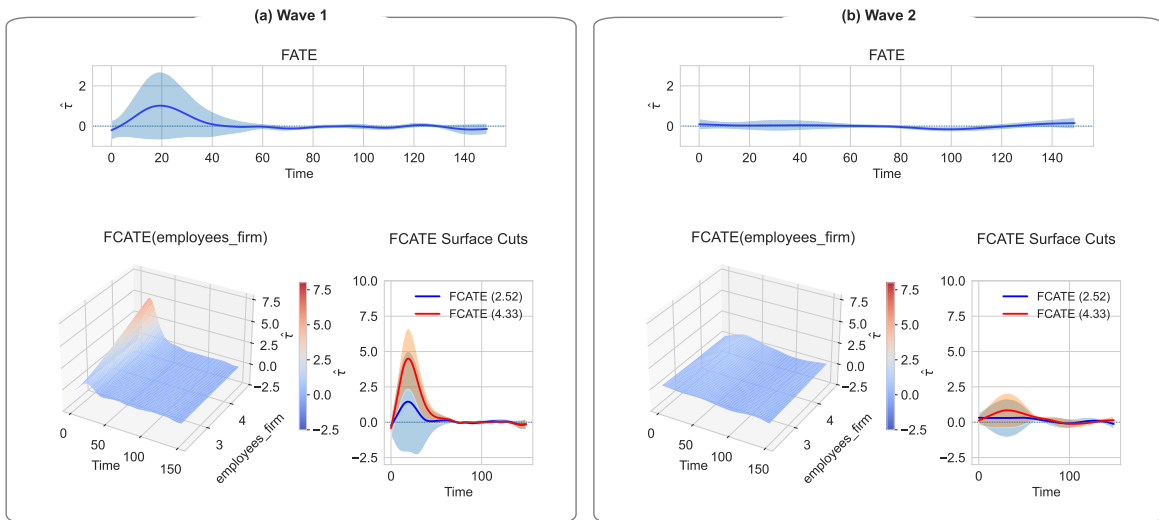 (a) Wave 1
FATE
2
0
τ̂
0 20 40 60 80 100 120 140
Time
FCATE(employees_firm)
7.5
5.0
2.5
0.0
−2.5
τ̂
0
50
100
150
Time
3
4
employees_firm
7.5
5.0
2.5
0.0
−2.5
FCATE Surface Cuts
10.0
7.5
5.0
2.5
0.0
−2.5
τ̂
FCATE (2.52)
FCATE (4.33)
0 100
Time
(b) Wave 2
FATE
2
0
τ̂
0 20 40 60 80 100 120 140
Time
FCATE(employees_firm)
7.5
5.0
2.5
0.0
−2.5
τ̂
0
50
100
150
Time
3
4
employees_firm
7.5
5.0
2.5
0.0
−2.5
FCATE Surface Cuts
10.0
7.5
5.0
2.5
0.0
−2.5
τ̂
FCATE (2.52)
FCATE (4.33)
0 100
Time